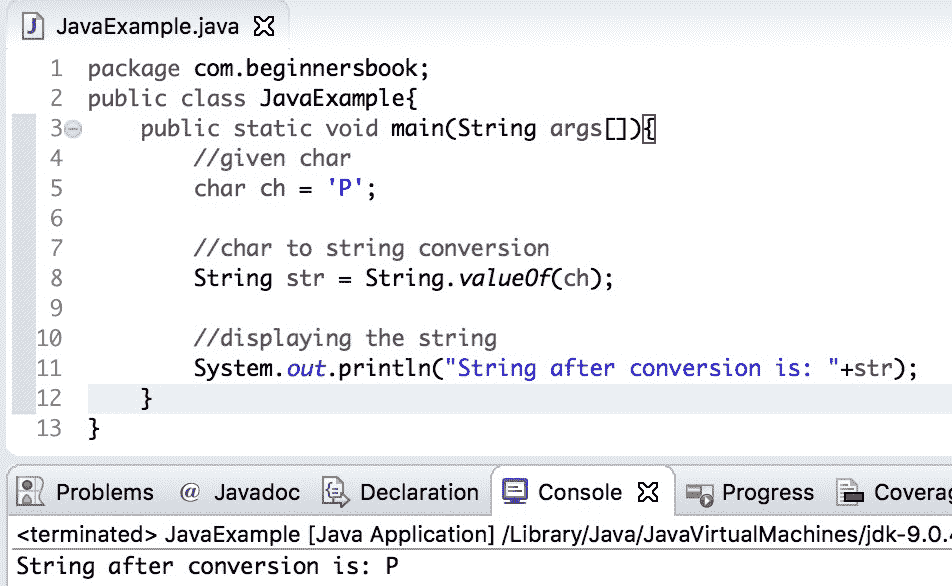 JavaExample.java
1 package com.beginnersbook;
2 public class JavaExample{
3 public static void main(String args[]){
4 //given char
5 char ch = 'P';
6
7 //char to string conversion
8 String str = String.valueOf(ch);
9
10 //displaying the string
11 System.out.println("String after conversion is: "+str);
12 }
13 }
Problems @ Javadoc Declaration Console Progress
<terminated> JavaExample [Java Application] /Library/Java/JavaVirtualMachines/jdk-9.0.
String after conversion is: P